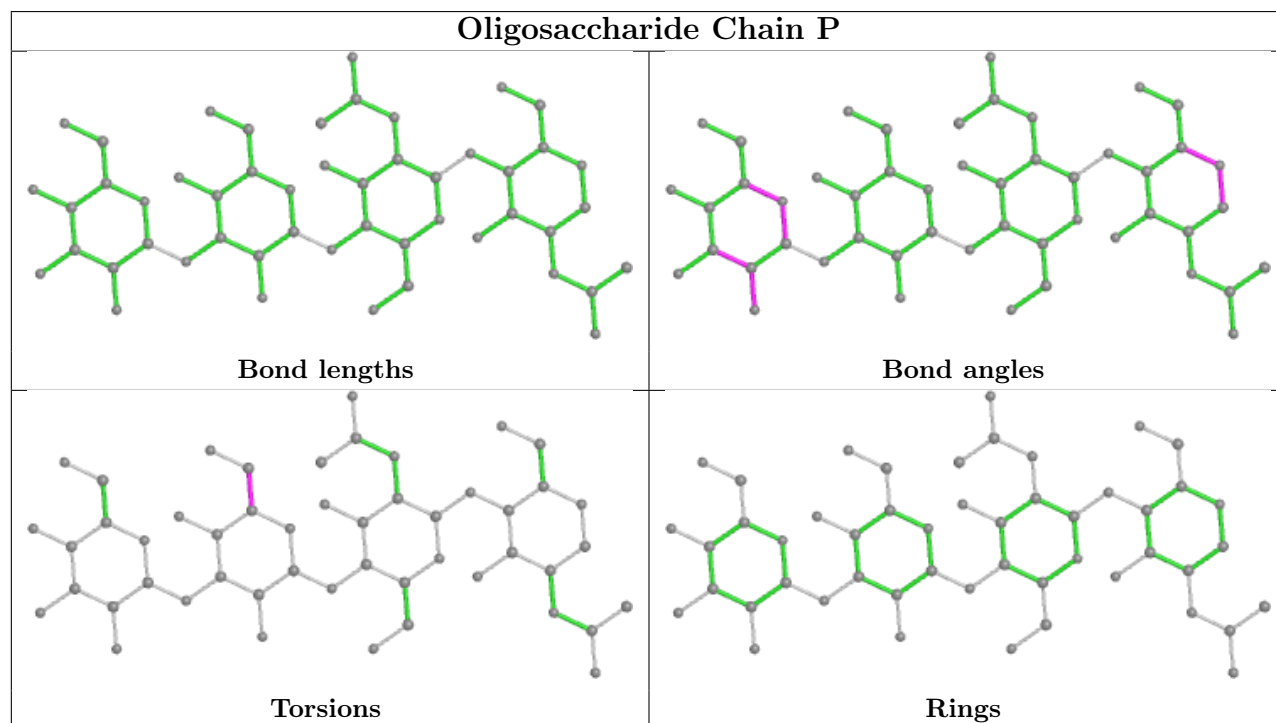 Oligosaccharide Chain P
Bond lengths
Bond angles
Torsions
Rings